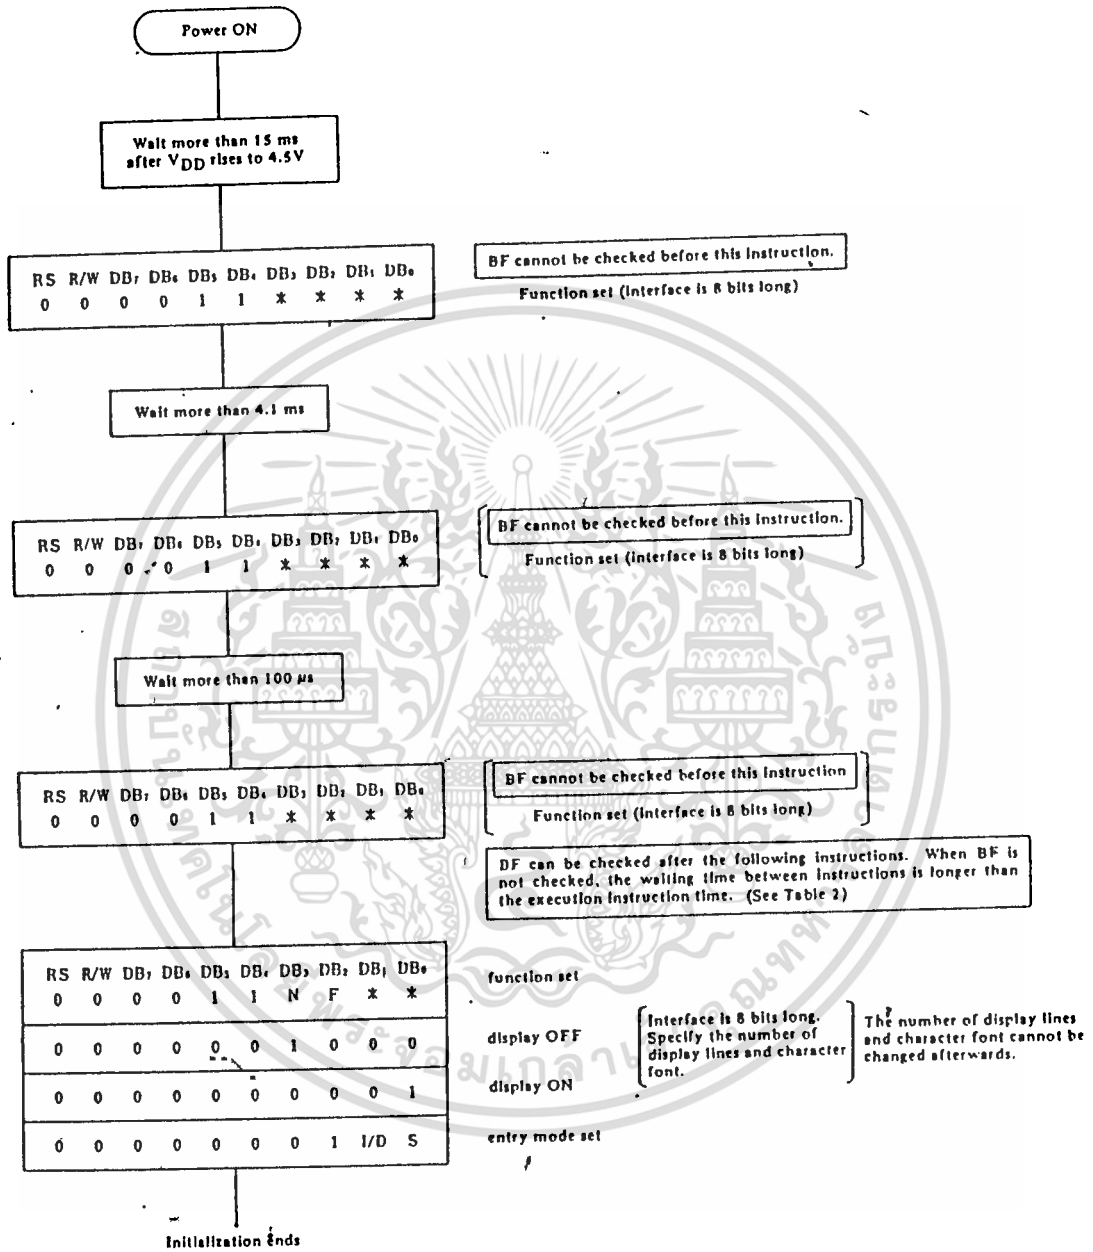 Power ON
Wait more than 15 ms
after VDD rises to 4.5V
RS R/W DB₇ DB₆ DB₅ DB₄ DB₃ DB₂ DB₁ DB₀
0 0 0 0 1 1 * * * *
BF cannot be checked before this instruction.
Function set (Interface is 8 bits long)
Wait more than 4.1 ms
RS R/W DB₇ DB₆ DB₅ DB₄ DB₃ DB₂ DB₁ DB₀
0 0 0 0 1 1 * * * *
BF cannot be checked before this instruction.
Function set (Interface is 8 bits long)
Wait more than 100 µs
RS R/W DB₇ DB₆ DB₅ DB₄ DB₃ DB₂ DB₁ DB₀
0 0 0 0 1 1 * * * *
BF cannot be checked before this instruction
Function set (Interface is 8 bits long)
DF can be checked after the following instructions. When BF is
not checked, the waiting time between instructions is longer than
the execution instruction time. (See Table 2)
RS R/W DB₇ DB₆ DB₅ DB₄ DB₃ DB₂ DB₁ DB₀
0 0 0 0 1 1 N F * *
function set
0 0 0 0 0 0 1 0 0 0
display OFF
0 0 0 0 0 0 0 0 0 1
display ON
0 0 0 0 0 0 0 1 I/D S
entry mode set
Interface is 8 bits long.
Specify the number of
display lines and character
font.
The number of display lines
and character font cannot be
changed afterwards.
Initialization ends